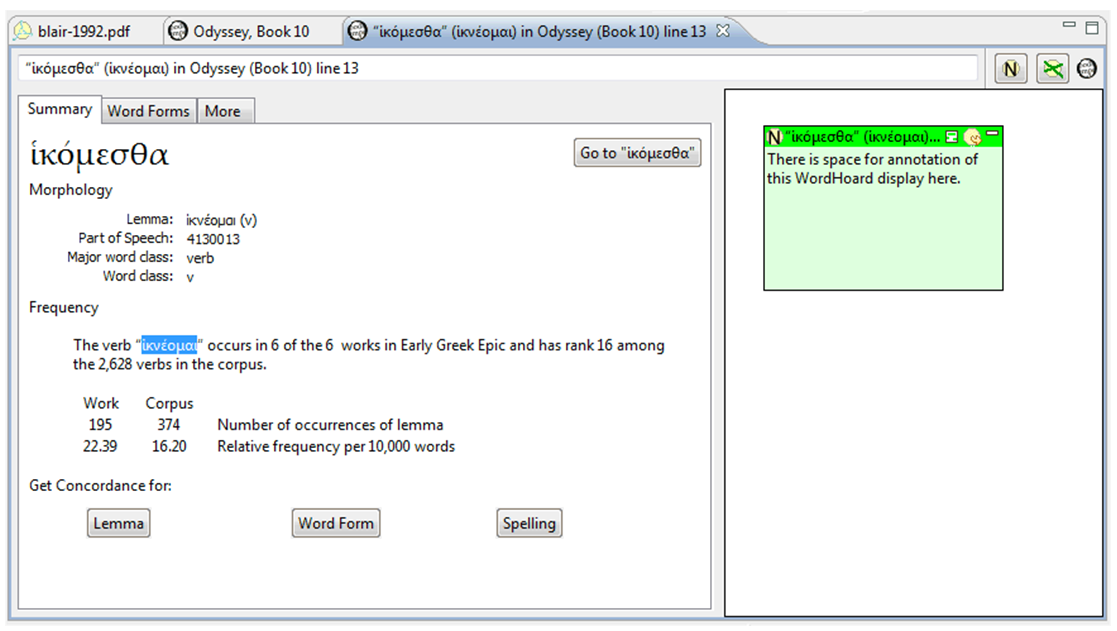 blair-1992.pdf
Odyssey, Book 10
“ἱκόμεσθα” (ἱκνέομαι) in Odyssey (Book 10) line 13
“ἱκόμεσθα” (ἱκνέομαι) in Odyssey (Book 10) line 13
N
Summary
Word Forms
More
ἱκόμεσθα
Go to "ἱκόμεσθα"
Morphology
Lemma: ἱκνέομαι (v)
Part of Speech: 4130013
Major word class: verb
Word class: v
Frequency
The verb “ἱκνέομαι” occurs in 6 of the 6 works in Early Greek Epic and has rank 16 among
the 2,628 verbs in the corpus.
Work Corpus
195 374 Number of occurrences of lemma
22.39 16.20 Relative frequency per 10,000 words
Get Concordance for:
Lemma
Word Form
Spelling
N “ἱκόμεσθα” (ἱκνέομαι)...
There is space for annotation of
this WordHoard display here.